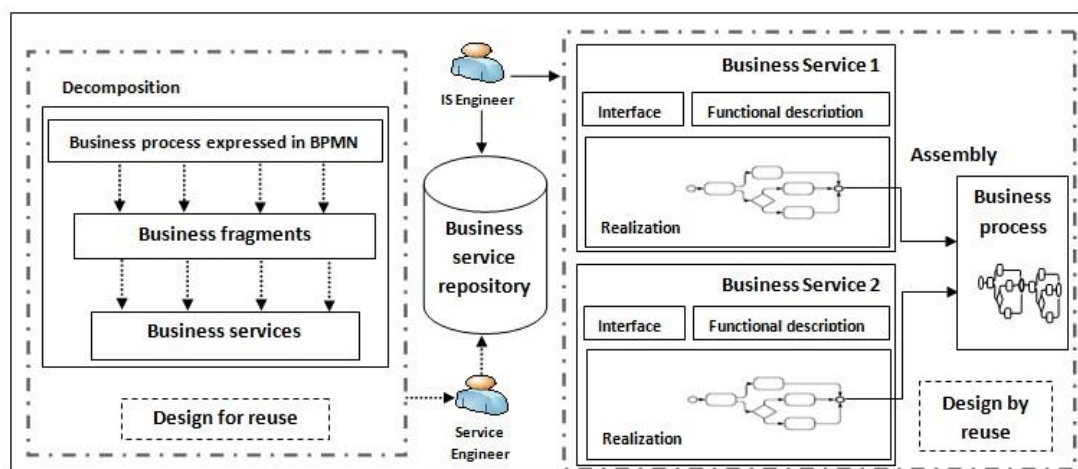 Decomposition
Business process expressed in BPMN
Business fragments
Business services
Design for reuse
IS Engineer
Business
service
repository
Service
Engineer
Business Service 1
Interface
Functional description
Realization
Business Service 2
Interface
Functional description
Realization
Assembly
Business
process
Design by
reuse